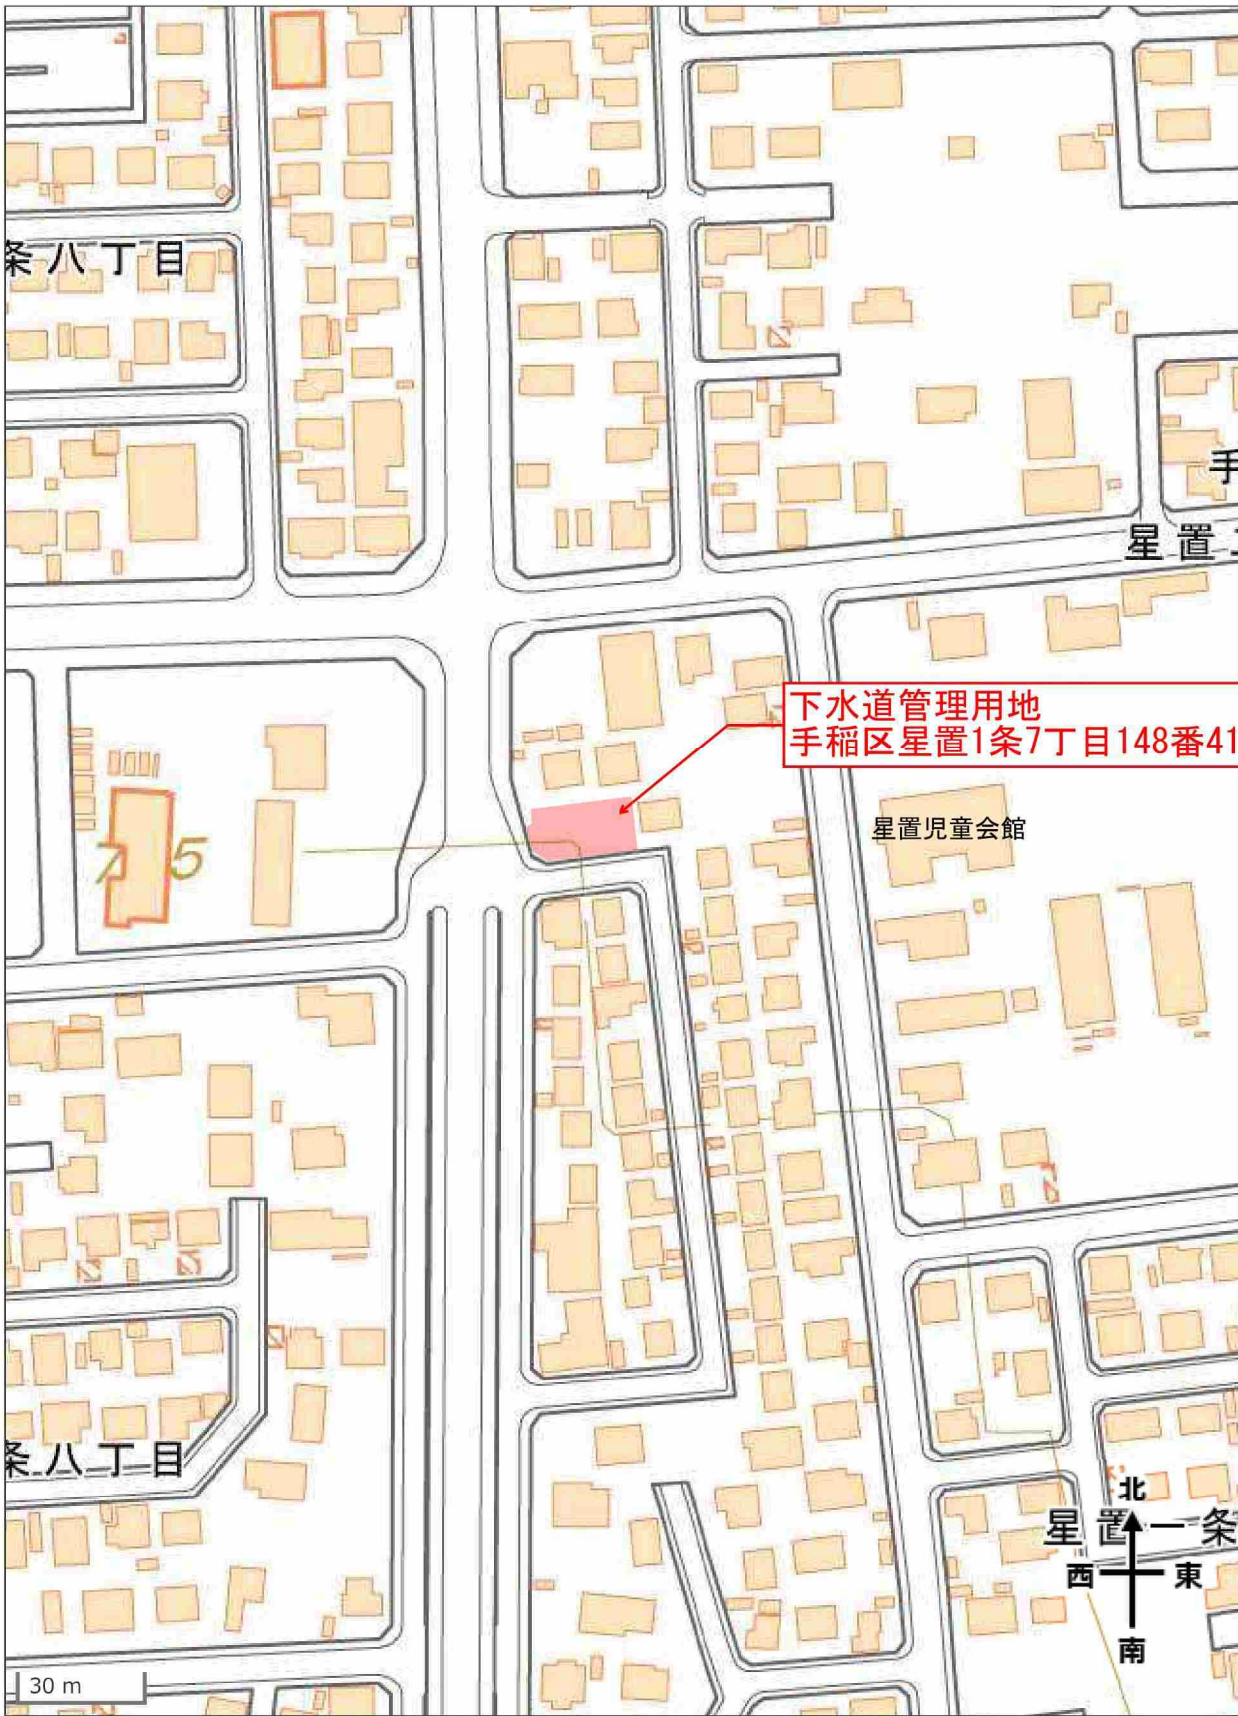 条八丁目
手
星置
下水道管理用地
手稲区星置1条7丁目148番41
星置児童会館
7.5
条八丁目
北
星置一条
西
東
南
30 m